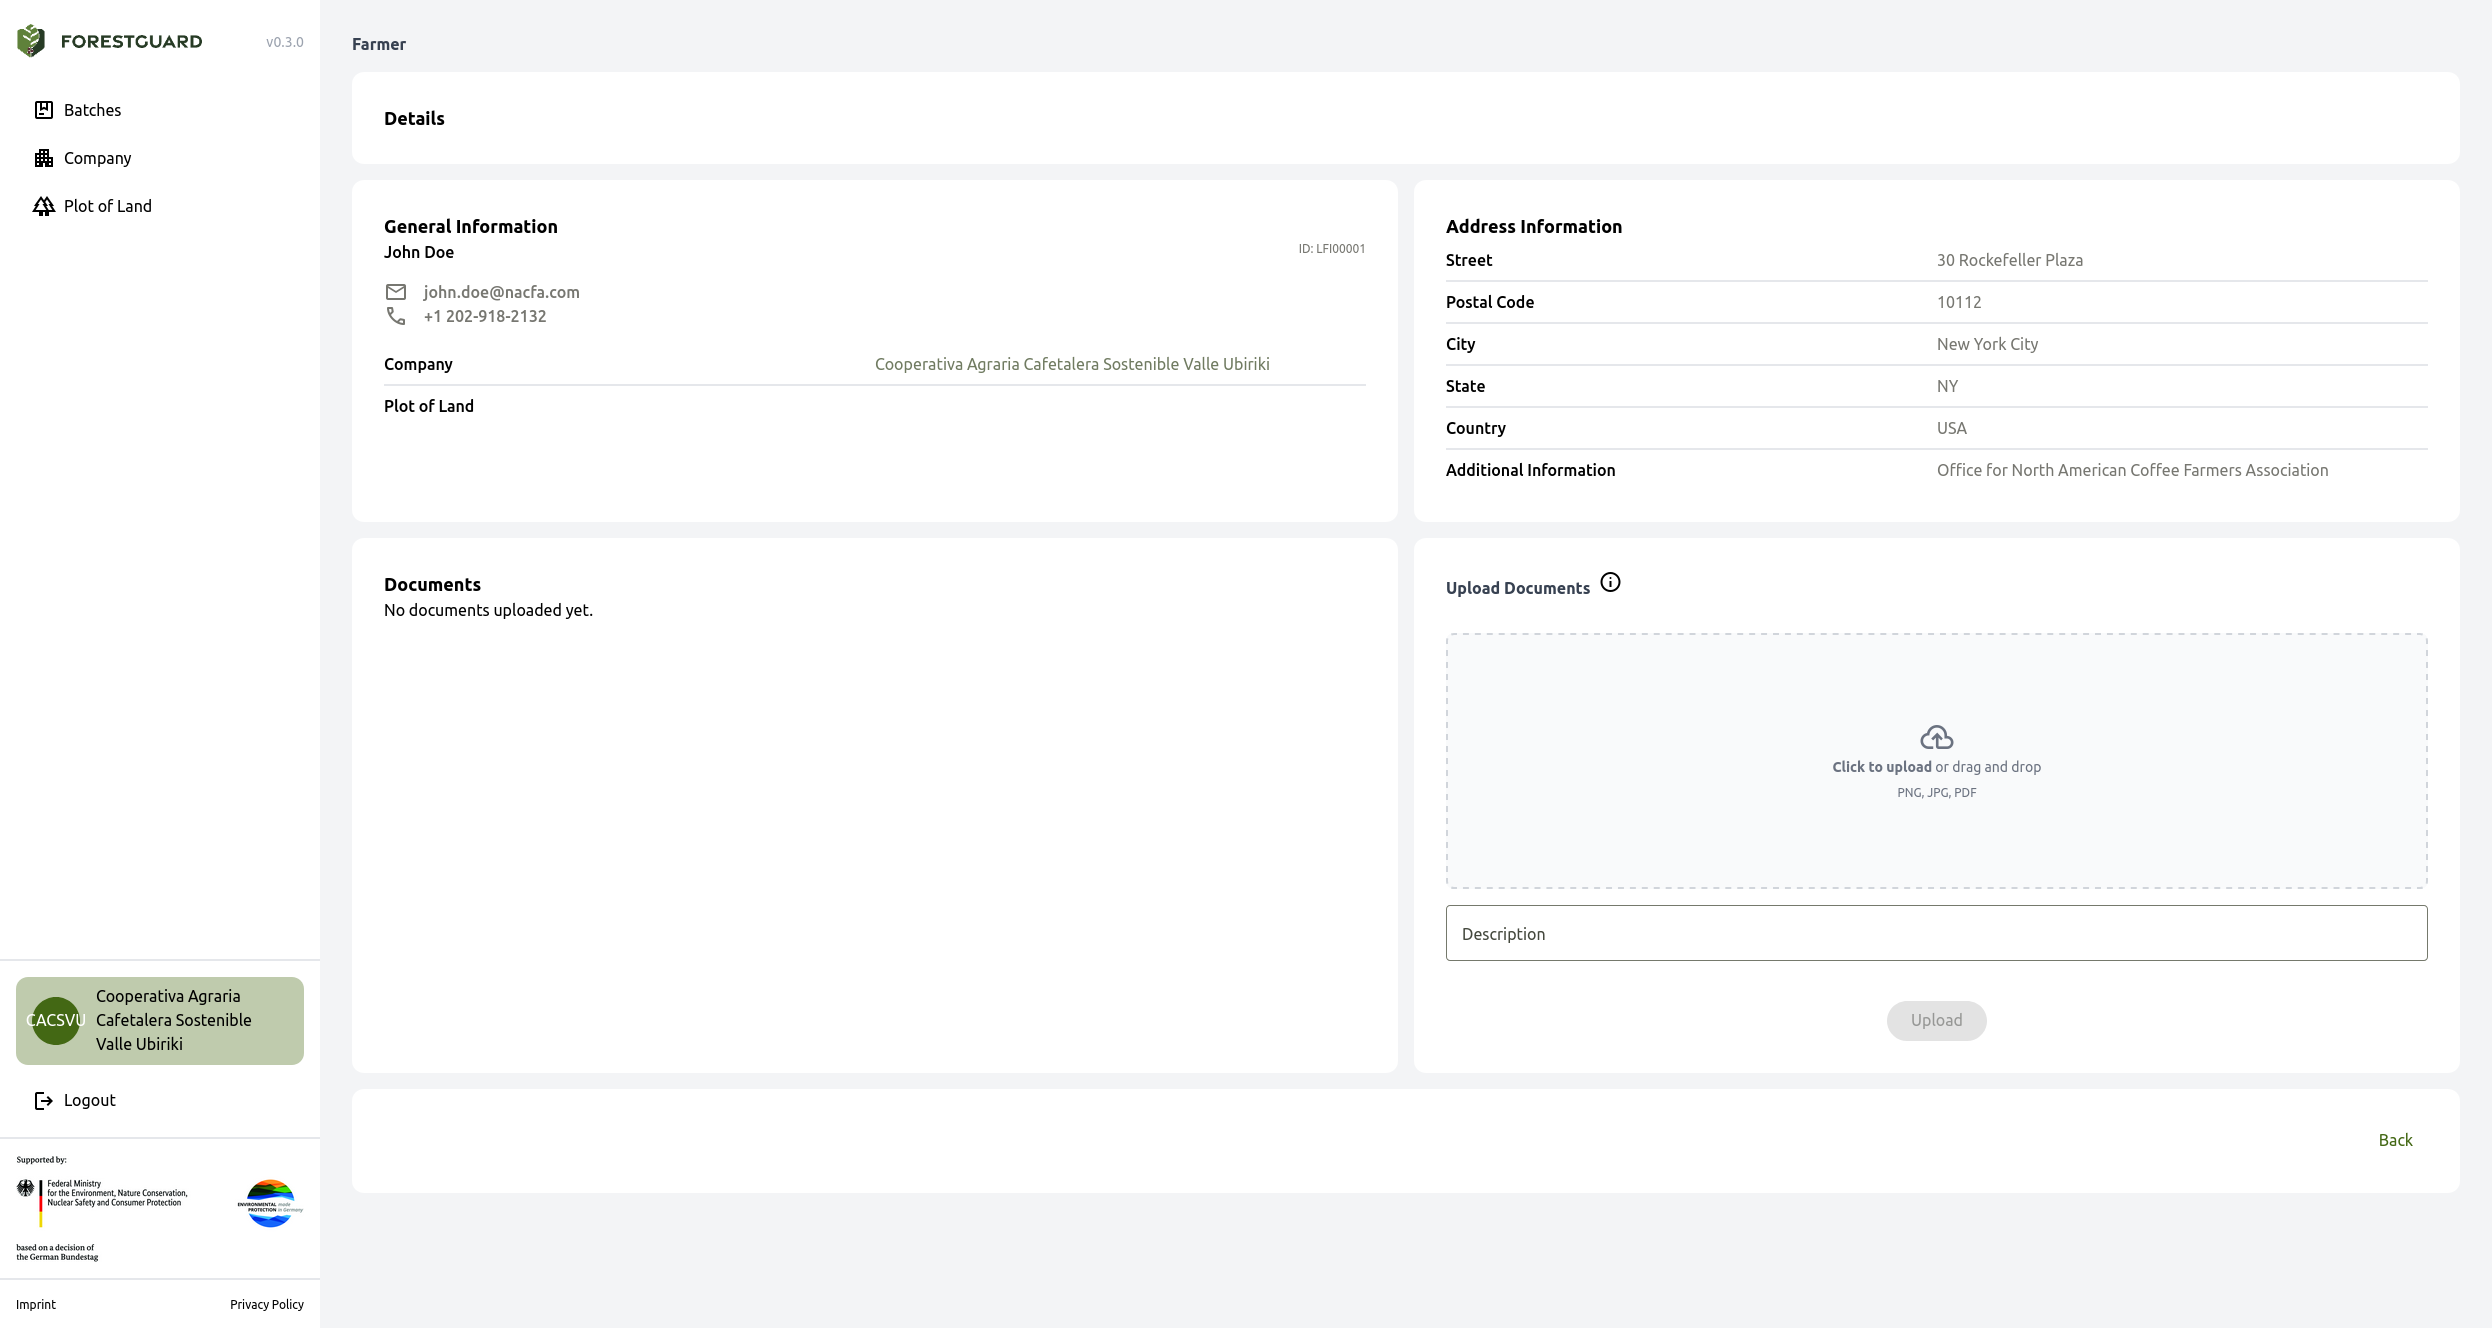 FORESTGUARD
v0.3.0
Batches
Company
Plot of Land
CACSVU
Cooperativa Agraria
Cafetalera Sostenible
Valle Ubiriki
Logout
Supported by:
Federal Ministry
for the Environment, Nature Conservation,
Nuclear Safety and Consumer Protection
ENVIRONMENTAL made
PROTECTION in Germany
based on a decision of
the German Bundestag
Imprint
Privacy Policy
Farmer
Details
General Information
John Doe
ID: LFI00001
john.doe@nacfa.com
+1 202-918-2132
Company
Cooperativa Agraria Cafetalera Sostenible Valle Ubiriki
Plot of Land
Address Information
Street
30 Rockefeller Plaza
Postal Code
10112
City
New York City
State
NY
Country
USA
Additional Information
Office for North American Coffee Farmers Association
Documents
No documents uploaded yet.
Upload Documents
Click to upload or drag and drop
PNG, JPG, PDF
Description
Upload
Back